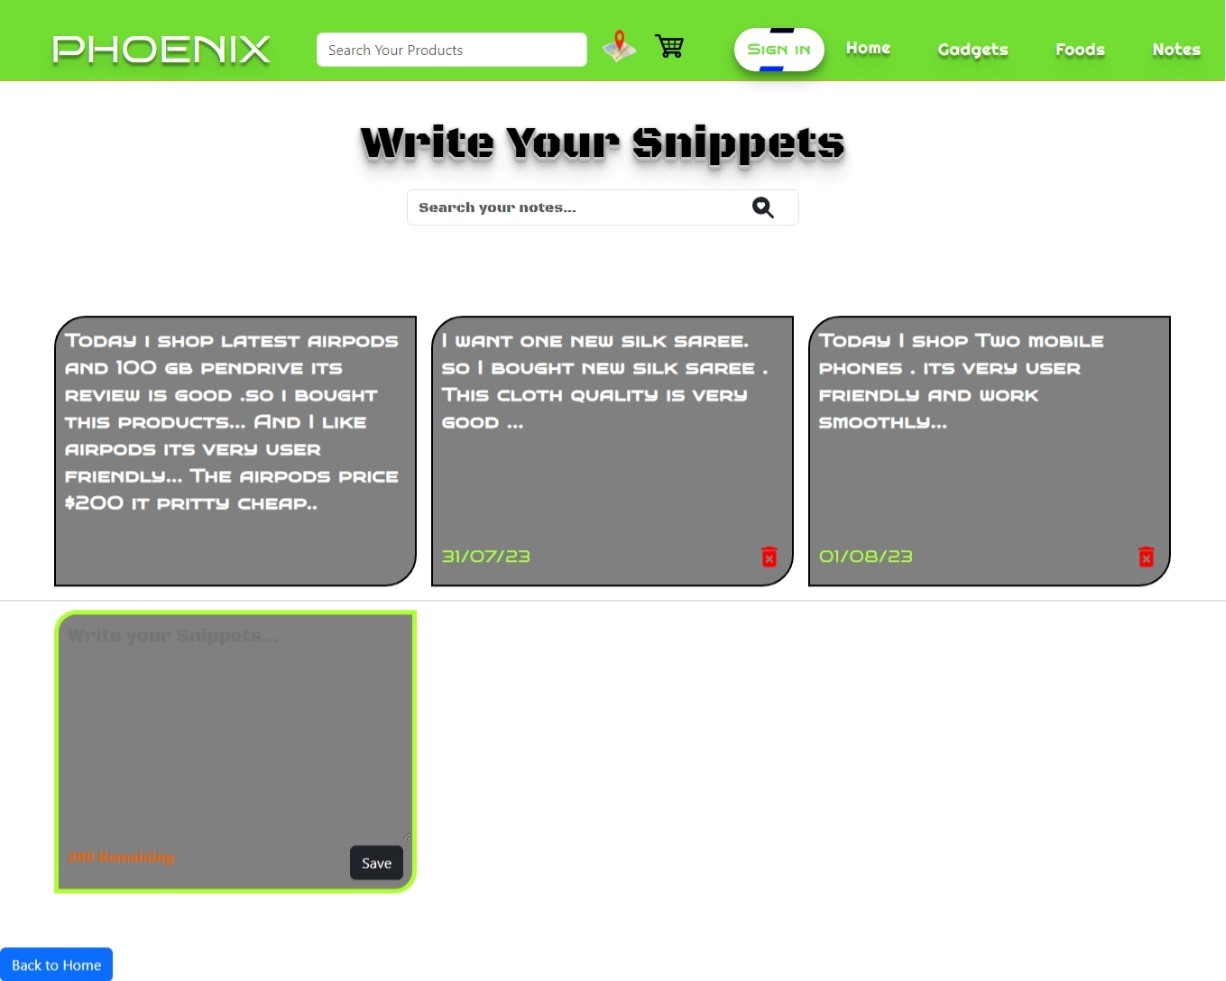 PHOENIX
Search Your Products
Sign in
Home
Gadgets
Foods
Notes
Write Your Snippets
Search your notes...
Today i shop latest airpods
and 100 gb pendrive its
review is good .so i bought
this products... And I like
airpods its very user
friendly... The airpods price
$200 it pritty cheap..
I want one new silk saree.
so I bought new silk saree .
This cloth quality is very
good ...
31/07/23
Today I shop Two mobile
phones . its very user
friendly and work
smoothly...
01/08/23
Write your Snippets...
200 Remaining
Save
Back to Home